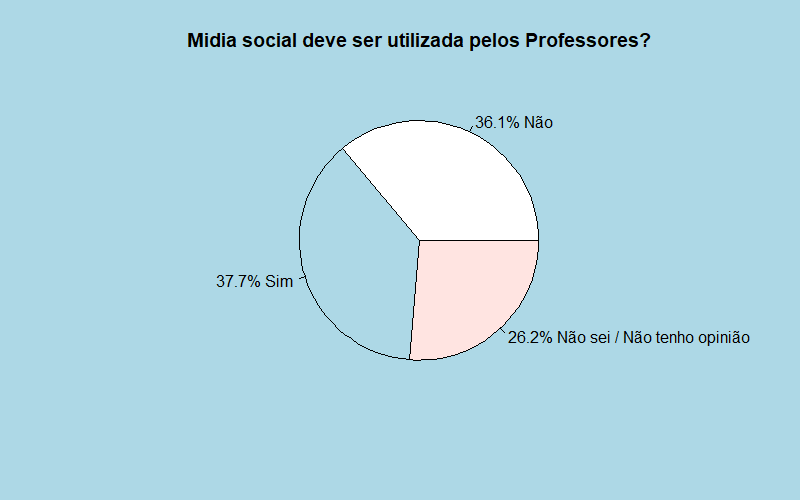 Midia social deve ser utilizada pelos Professores?
36.1% Não
37.7% Sim
26.2% Não sei / Não tenho opinião